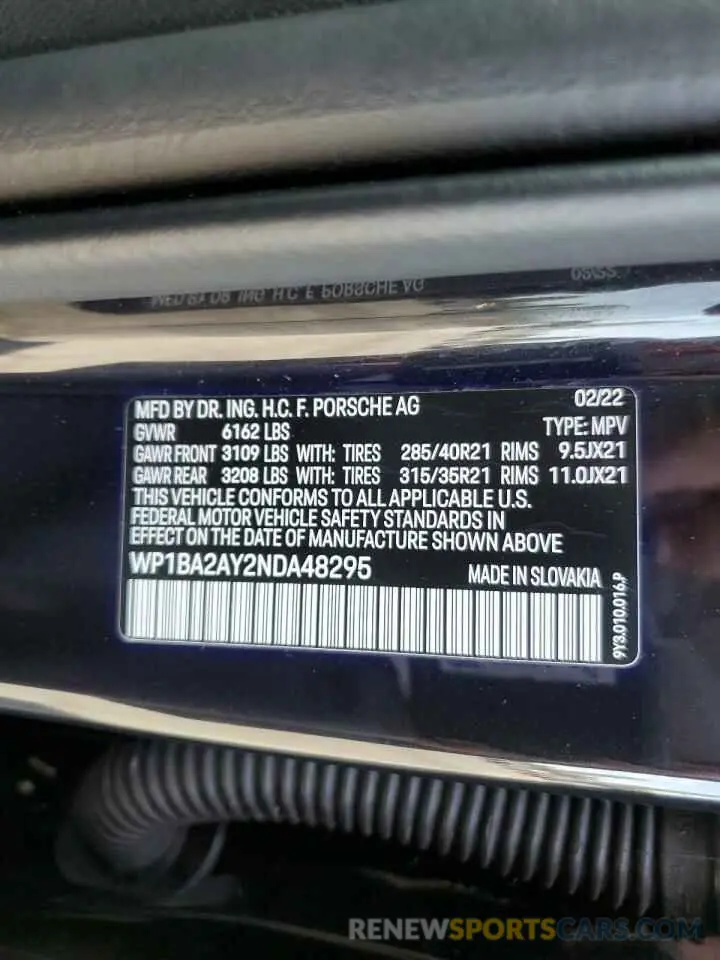 MFD BY DR. ING. H.C. F. PORSCHE AG 02/22
GVWR 6162 LBS TYPE: MPV
GAWR FRONT 3109 LBS WITH: TIRES 285/40R21 RIMS 9.5JX21
GAWR REAR 3208 LBS WITH: TIRES 315/35R21 RIMS 11.0JX21
THIS VEHICLE CONFORMS TO ALL APPLICABLE U.S.
FEDERAL MOTOR VEHICLE SAFETY STANDARDS IN
EFFECT ON THE DATE OF MANUFACTURE SHOWN ABOVE
WP1BA2AY2NDA48295 MADE IN SLOVAKIA
9Y3.010.016.P
RENEWSPORTSCARS.COM